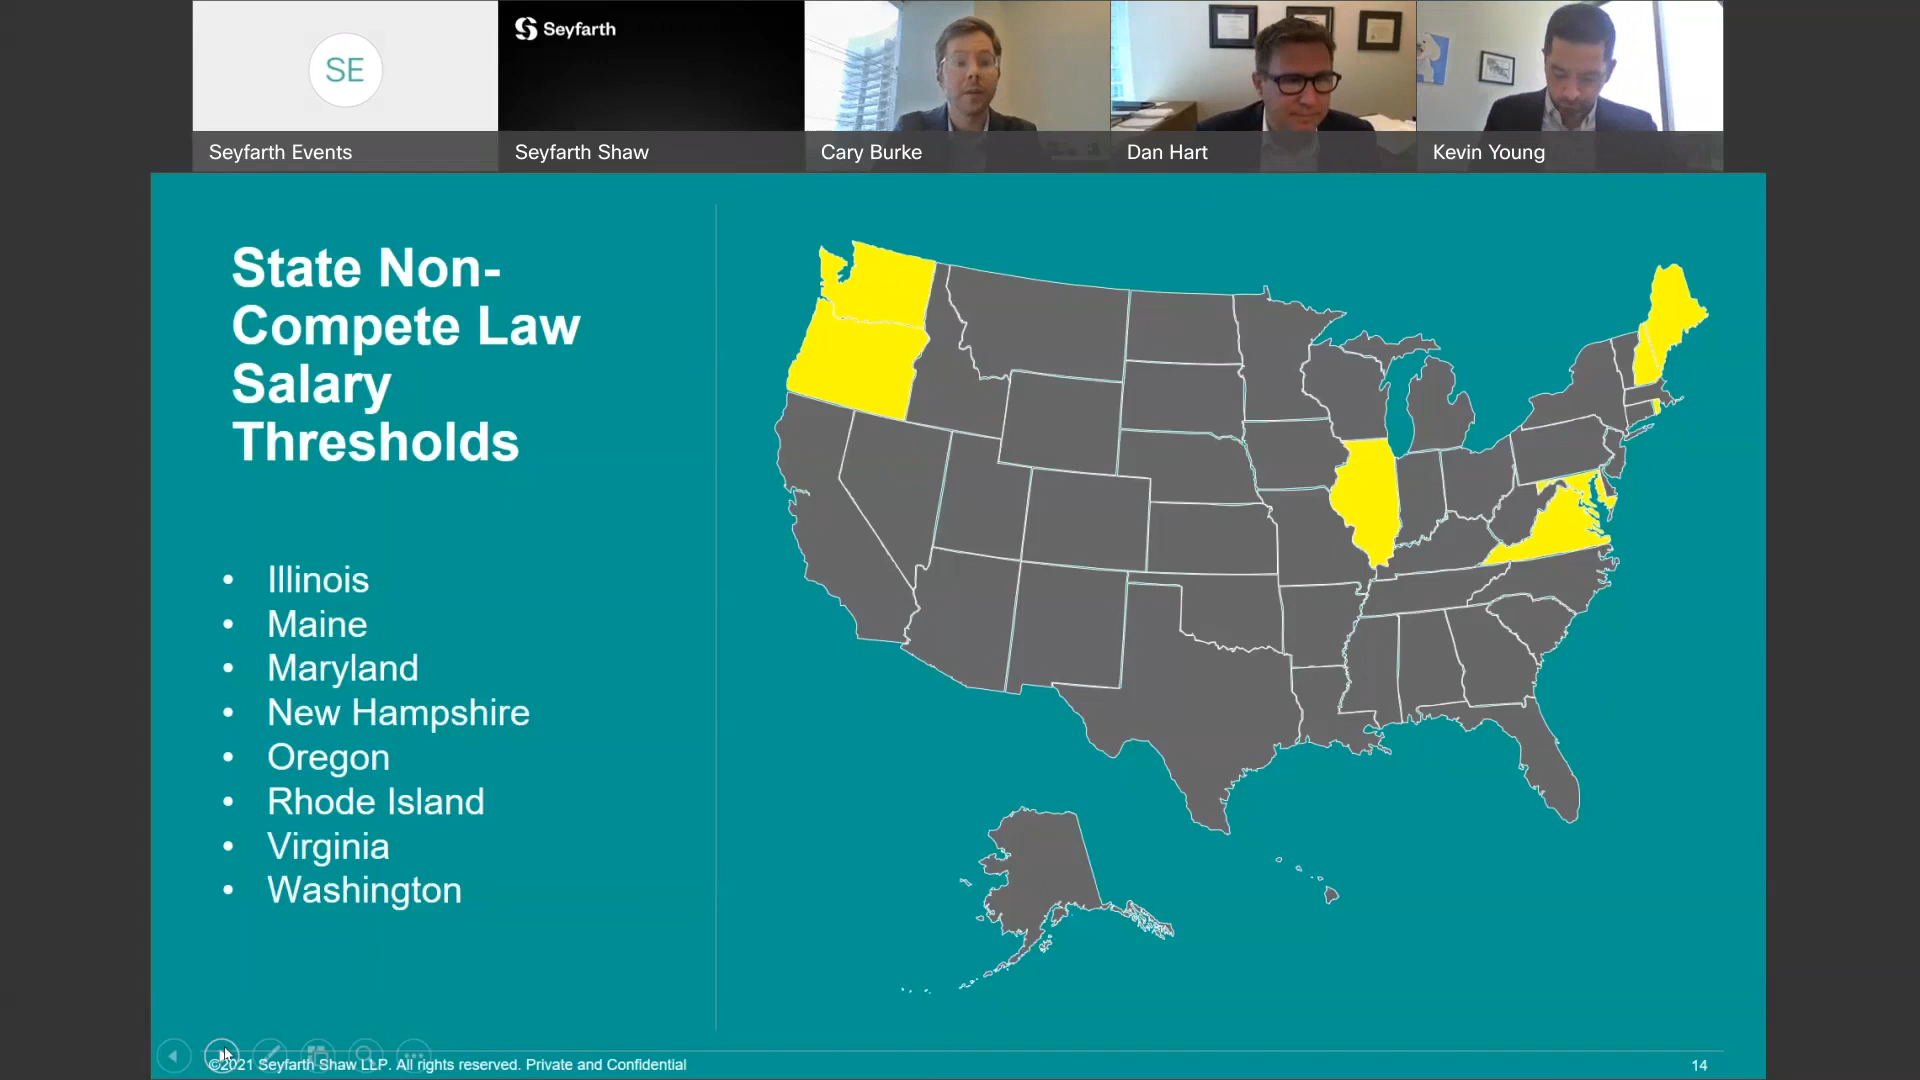 SE
Seyfarth
Seyfarth Events
Seyfarth Shaw
Cary Burke
Dan Hart
Kevin Young
State Non-
Compete Law
Salary
Thresholds
• Illinois
• Maine
• Maryland
• New Hampshire
• Oregon
• Rhode Island
• Virginia
• Washington
©2021 Seyfarth Shaw LLP. All rights reserved. Private and Confidential
14